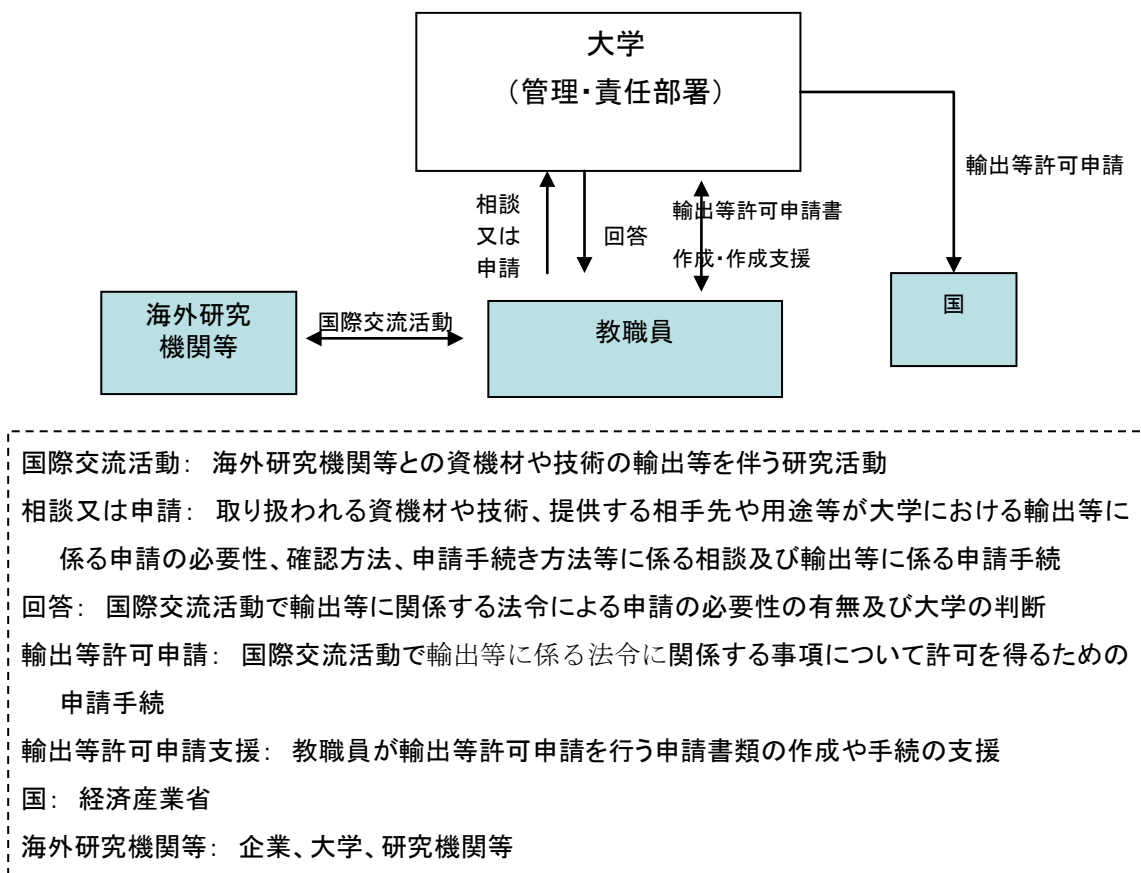 大学
（管理・責任部署）
輸出等許可申請
相談
又は
申請
回答
輸出等許可申請書
作成・作成支援
海外研究
機関等
国際交流活動
教職員
国
国際交流活動： 海外研究機関等との資機材や技術の輸出等を伴う研究活動
相談又は申請： 取り扱われる資機材や技術、提供する相手先や用途等が大学における輸出等に
係る申請の必要性、確認方法、申請手続き方法等に係る相談及び輸出等に係る申請手続
回答： 国際交流活動で輸出等に関係する法令による申請の必要性の有無及び大学の判断
輸出等許可申請： 国際交流活動で輸出等に係る法令に関係する事項について許可を得るための
申請手続
輸出等許可申請支援： 教職員が輸出等許可申請を行う申請書類の作成や手続の支援
国： 経済産業省
海外研究機関等： 企業、大学、研究機関等